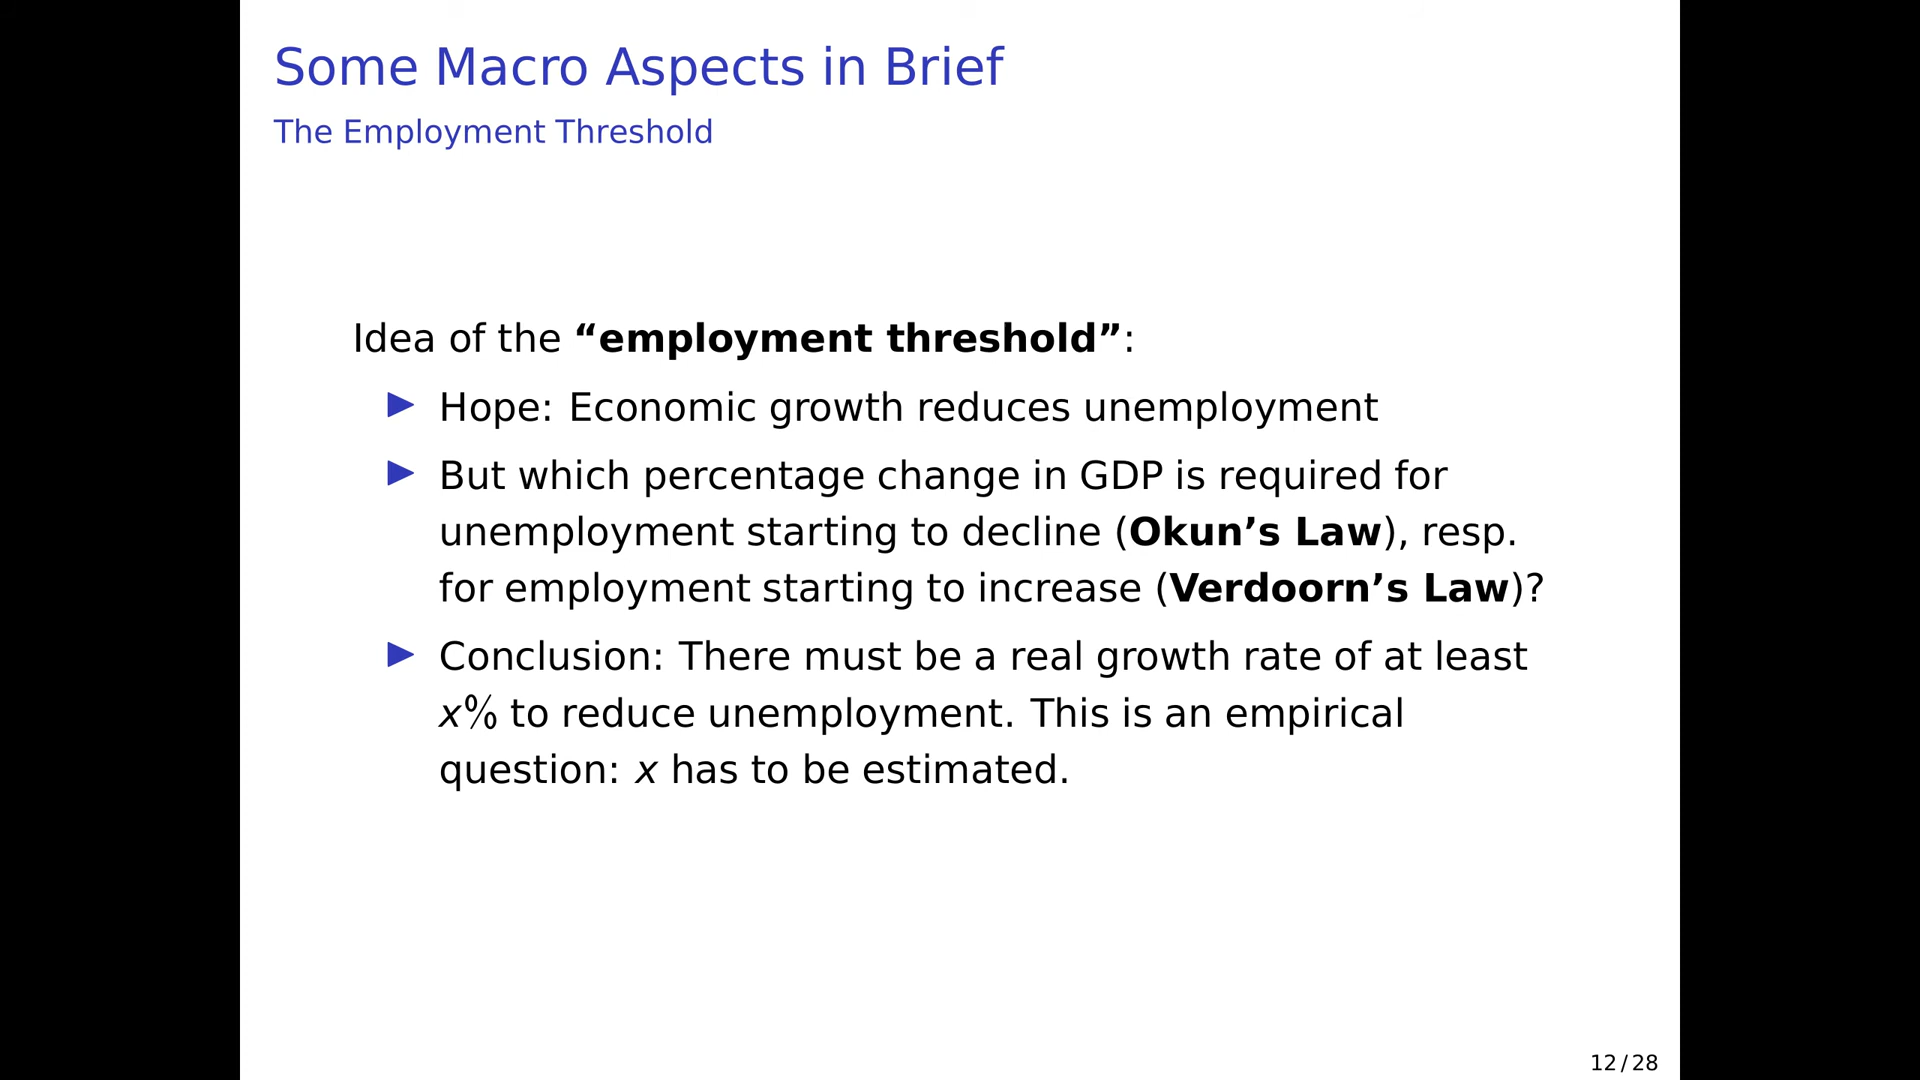 Some Macro Aspects in Brief
The Employment Threshold
Idea of the “employment threshold”:
▶ Hope: Economic growth reduces unemployment
▶ But which percentage change in GDP is required for
unemployment starting to decline (Okun’s Law), resp.
for employment starting to increase (Verdoorn’s Law)?
▶ Conclusion: There must be a real growth rate of at least
x% to reduce unemployment. This is an empirical
question: x has to be estimated.
12/28